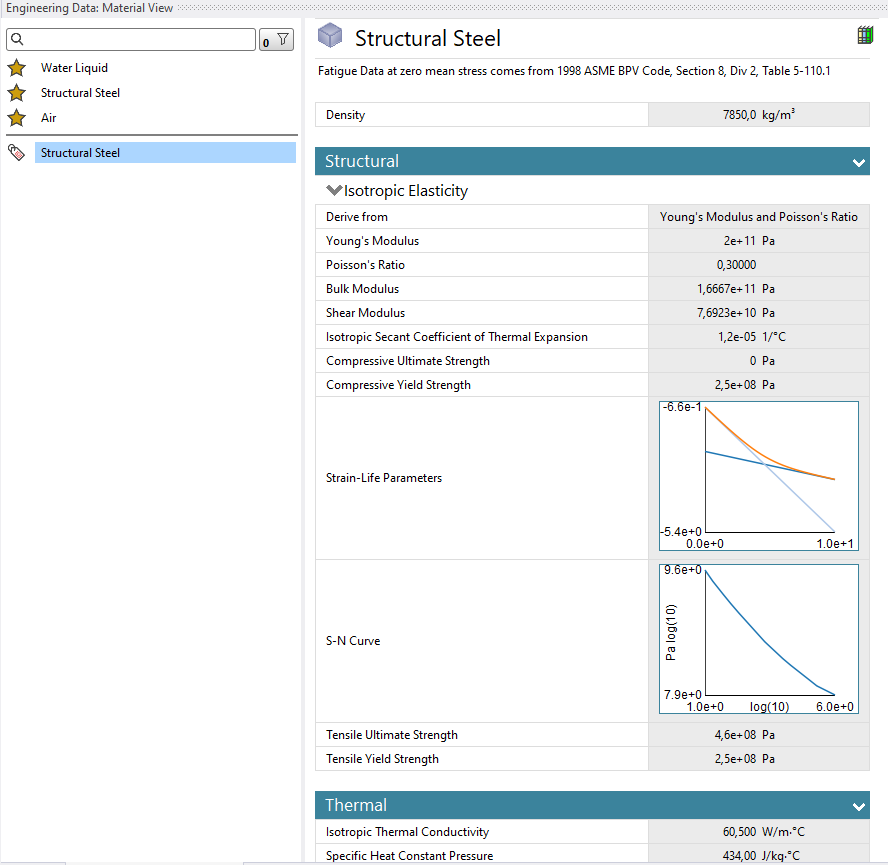 Engineering Data: Material View
0
Water Liquid
Structural Steel
Air
Structural Steel
Structural Steel
Fatigue Data at zero mean stress comes from 1998 ASME BPV Code, Section 8, Div 2, Table 5-110.1
Density 7850,0 kg/m³
Structural
Isotropic Elasticity
Derive from Young's Modulus and Poisson's Ratio
Young's Modulus 2e+11 Pa
Poisson's Ratio 0,30000
Bulk Modulus 1,6667e+11 Pa
Shear Modulus 7,6923e+10 Pa
Isotropic Secant Coefficient of Thermal Expansion 1,2e-05 1/°C
Compressive Ultimate Strength 0 Pa
Compressive Yield Strength 2,5e+08 Pa
-6.6e-1
Strain-Life Parameters
-5.4e+0
0.0e+0 1.0e+1
9.6e+0
Pa log(10)
S-N Curve
7.9e+0
1.0e+0 log(10) 6.0e+0
Tensile Ultimate Strength 4,6e+08 Pa
Tensile Yield Strength 2,5e+08 Pa
Thermal
Isotropic Thermal Conductivity 60,500 W/m·°C
Specific Heat Constant Pressure 434,00 J/kg·°C